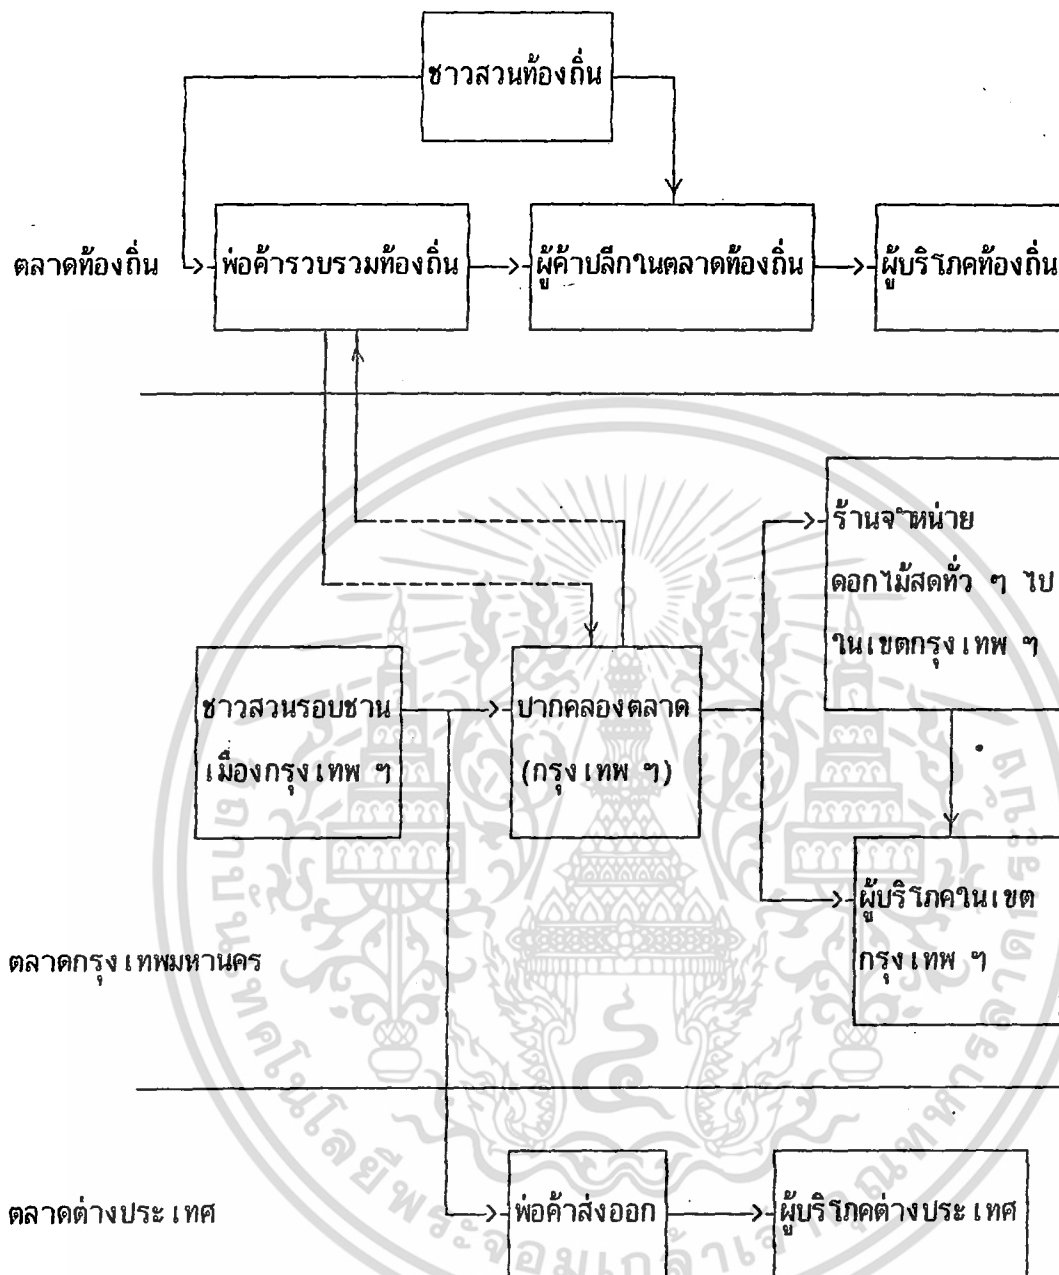 ชาวสวนท้องถิ่น
ตลาดท้องถิ่น
พ่อค้ารวบรวมท้องถิ่น
ผู้ค้าปลีกในตลาดท้องถิ่น
ผู้บริโภคท้องถิ่น
ร้านจำหน่าย
ดอกไม้สดทั่ว ๆ ไป
ในเขตกรุงเทพ ฯ
ชาวสวนรอบชาน
เมืองกรุงเทพ ฯ
ปากคลองตลาด
(กรุงเทพ ฯ)
ผู้บริโภคในเขต
กรุงเทพ ฯ
ตลาดกรุงเทพมหานคร
ตลาดต่างประเทศ
พ่อค้าส่งออก
ผู้บริโภคต่างประเทศ